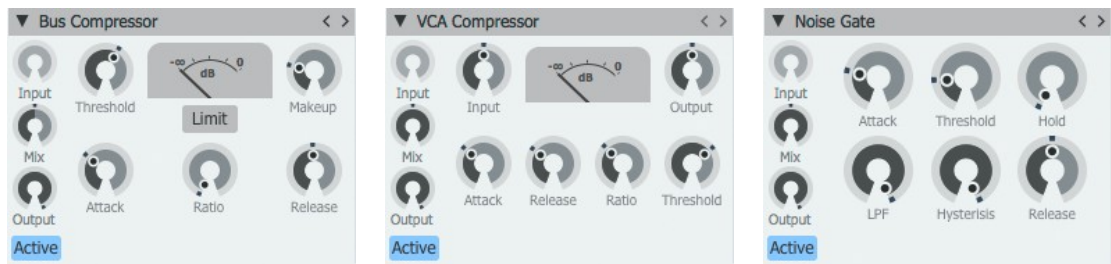 ▼ Bus Compressor < >
Input
Threshold
-∞ 0
dB
Makeup
Limit
Mix
Attack
Ratio
Release
Output
Active
▼ VCA Compressor < >
Input
Input
-∞ 0
dB
Output
Mix
Attack
Release
Ratio
Threshold
Output
Active
▼ Noise Gate < >
Input
Attack
Threshold
Hold
Mix
LPF
Hysterisis
Release
Output
Active